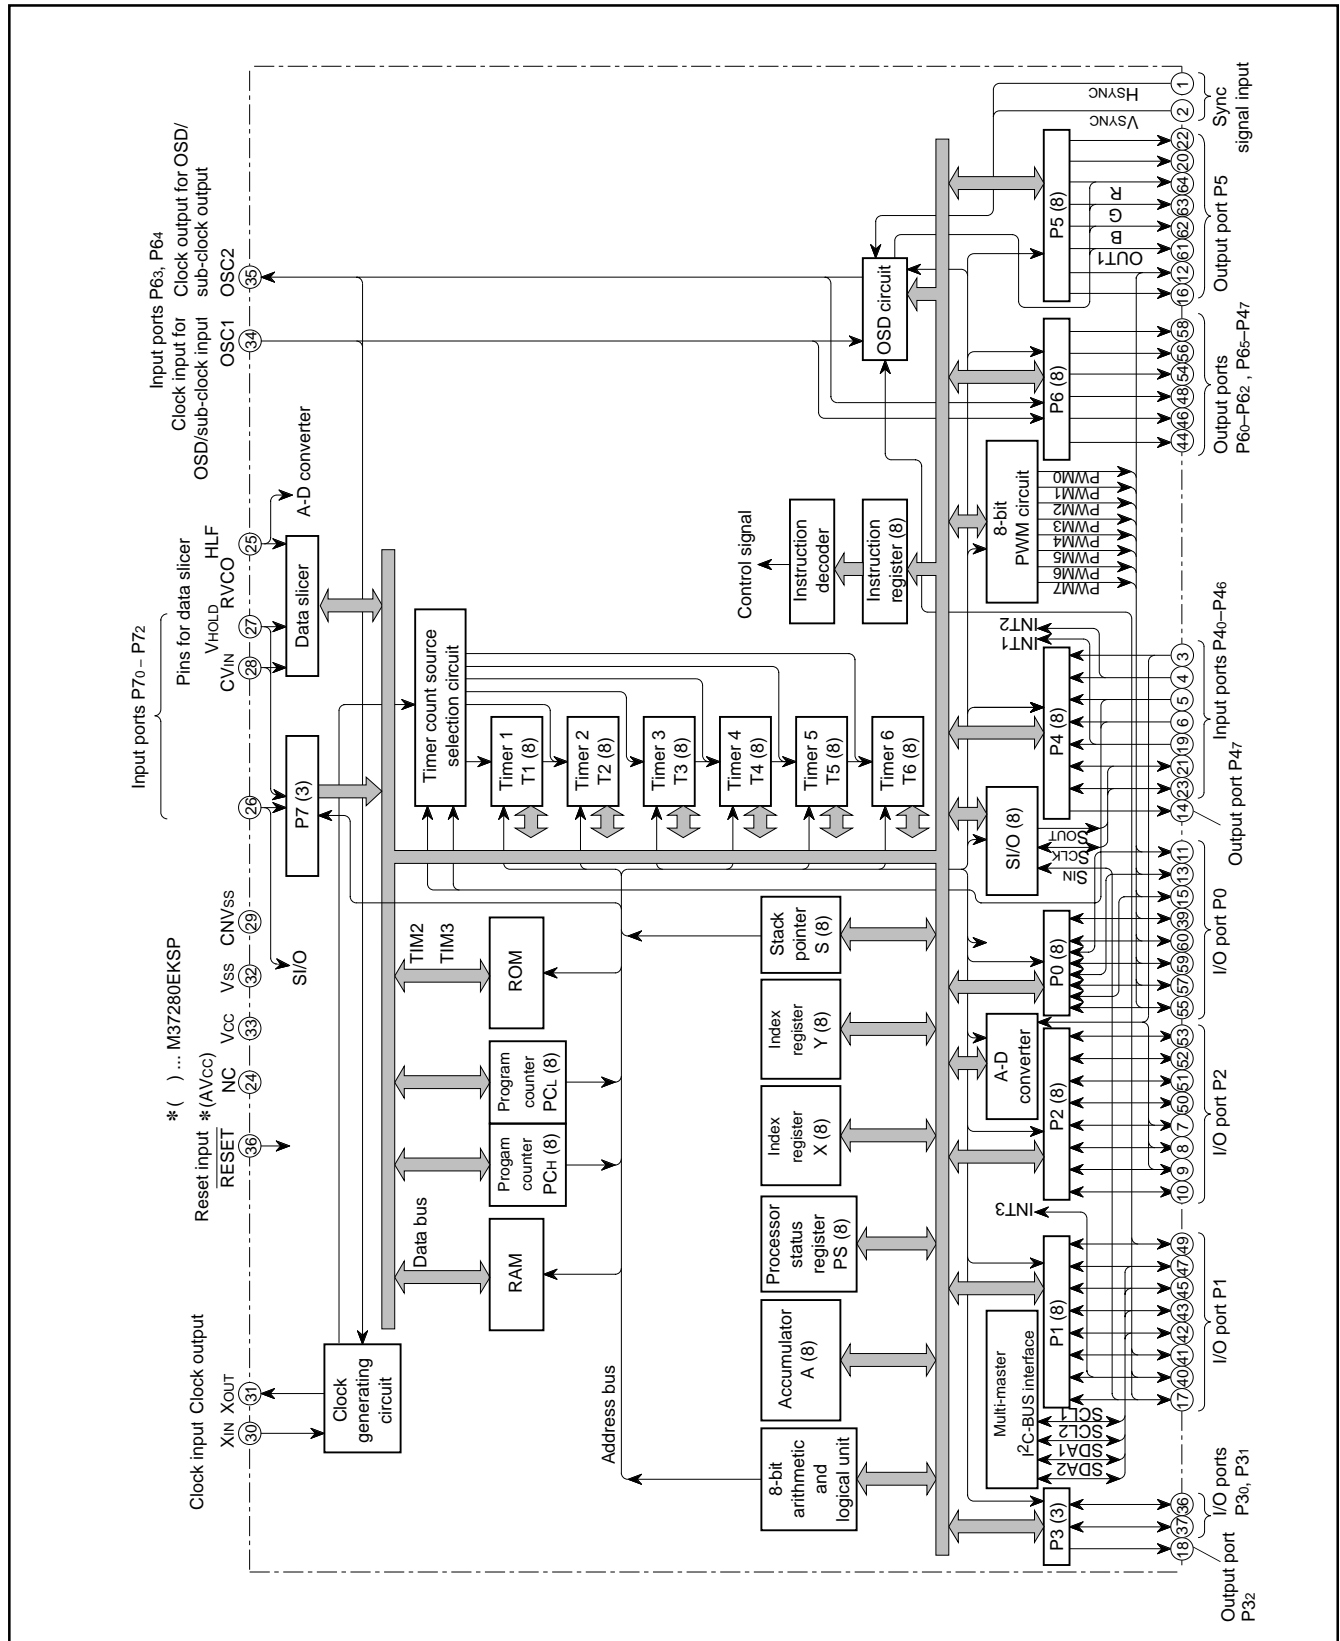 Clock input Clock output
XIN XOUT
30
31
Reset input
RESET
36
*(AVCC)
NC
24
VCC
33
VSS
32
CNVSS
29
*( ) ... M37280EKSP
Input ports P70 – P72
26
Pins for data slicer
CVIN
28
VHOLD
27
RVCO
HLF
25
Input ports P63, P64
Clock input for
OSD/sub-clock input
OSC1
34
Clock output for OSD/
sub-clock output
OSC2
35
Clock
generating
circuit
SI/O
P7 (3)
Data slicer
A-D converter
Data bus
RAM
Progam
counter
PCH (8)
Program
counter
PCL (8)
ROM
TIM2
TIM3
Timer count source
selection circuit
Timer 1
T1 (8)
Timer 2
T2 (8)
Timer 3
T3 (8)
Timer 4
T4 (8)
Timer 5
T5 (8)
Timer 6
T6 (8)
Address bus
8-bit
arithmetic
and
logical unit
Accumulator
A (8)
Processor
status
register
PS (8)
Index
register
X (8)
Index
register
Y (8)
Stack
pointer
S (8)
Control signal
Instruction
decoder
Instruction
register (8)
OSD circuit
P3 (3)
Multi-master
I2C-BUS interface
SDA2
SDA1
SCL2
SCL1
P1 (8)
INT3
P2 (8)
A-D
converter
P0 (8)
SI/O (8)
SIN
SCLK
SOUT
P4 (8)
INT1
INT2
8-bit
PWM circuit
PWM7
PWM6
PWM5
PWM4
PWM3
PWM2
PWM1
PWM0
P6 (8)
P5 (8)
OUT1
B
G
R
VSYNC
HSYNC
18
37
36
17
40
41
42
43
45
47
49
10
9
8
7
50
51
52
53
55
57
59
60
39
15
13
11
14
23
21
19
6
5
4
3
44
46
48
54
56
58
16
12
61
62
63
64
20
22
2
1
Output port
P32
I/O ports
P30, P31
I/O port P1
I/O port P2
I/O port P0
Output port P47
Input ports P40–P46
Output ports
P60–P62 , P65–P47
Output port P5
Sync
signal input